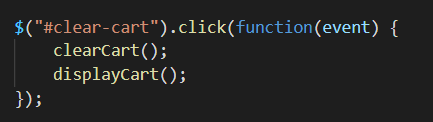 $("#clear-cart").click(function(event) {
    clearCart();
    displayCart();
});